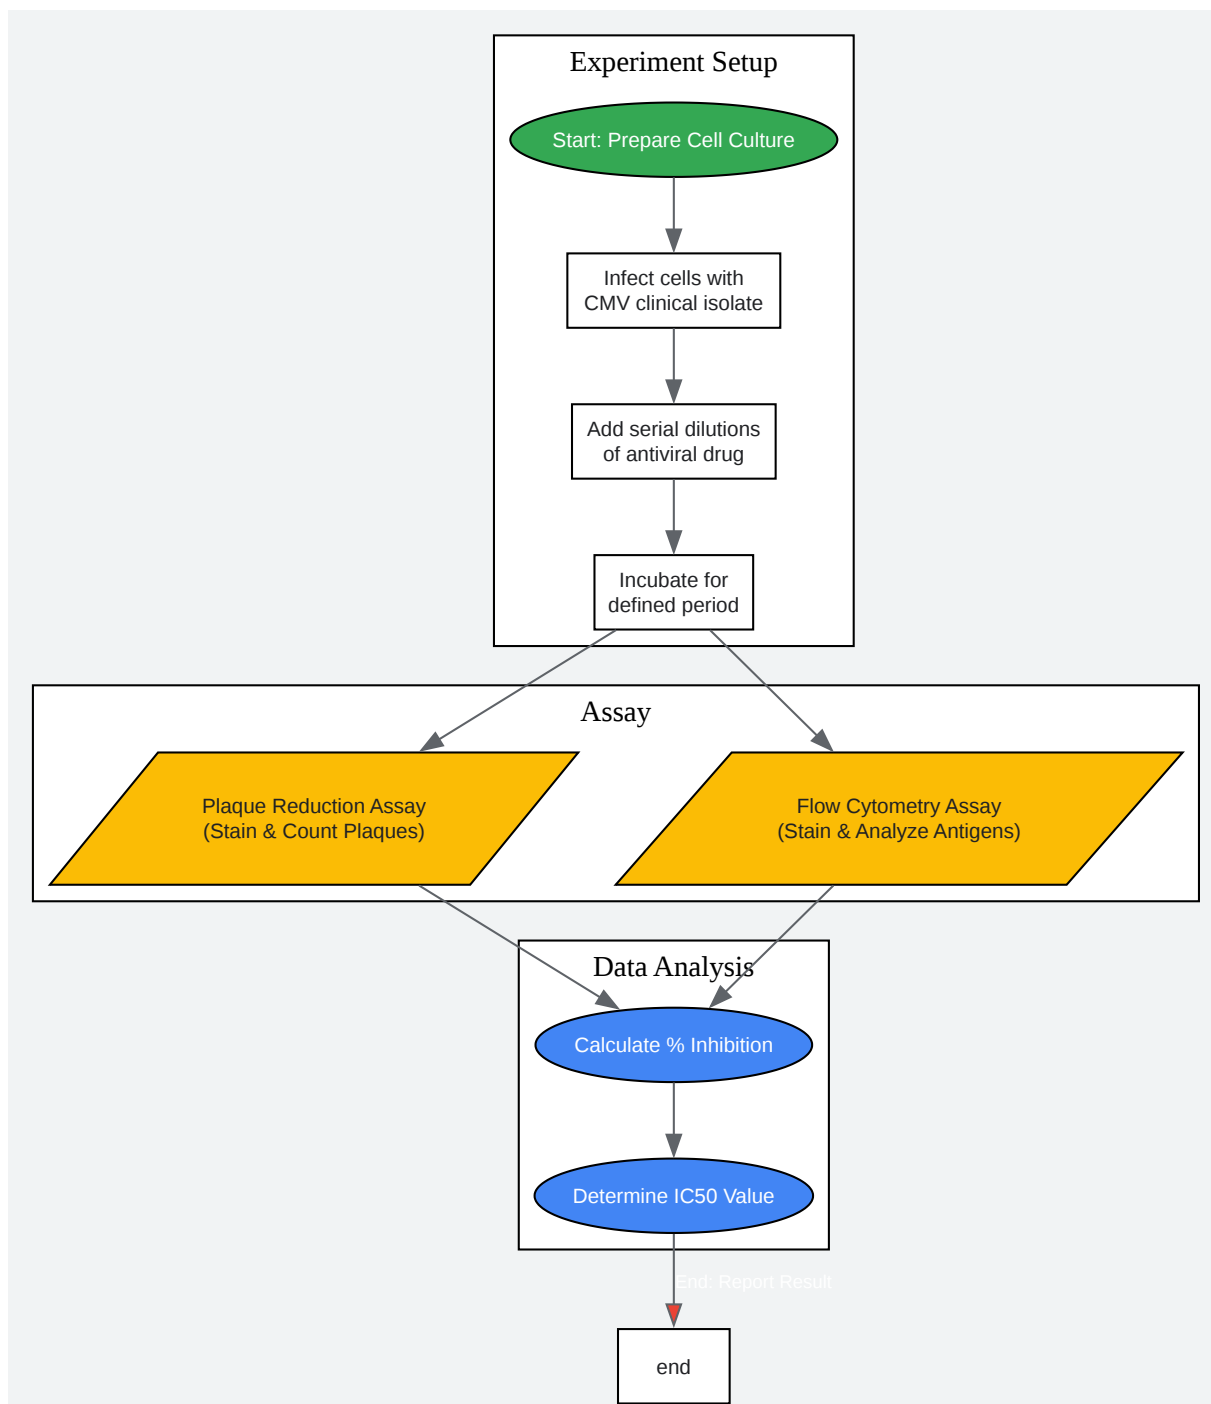 Experiment Setup
Start: Prepare Cell Culture
Infect cells with
CMV clinical isolate
Add serial dilutions
of antiviral drug
Incubate for
defined period
Assay
Plaque Reduction Assay
(Stain & Count Plaques)
Flow Cytometry Assay
(Stain & Analyze Antigens)
Data Analysis
Calculate % Inhibition
Determine IC50 Value
End: Report Result
end